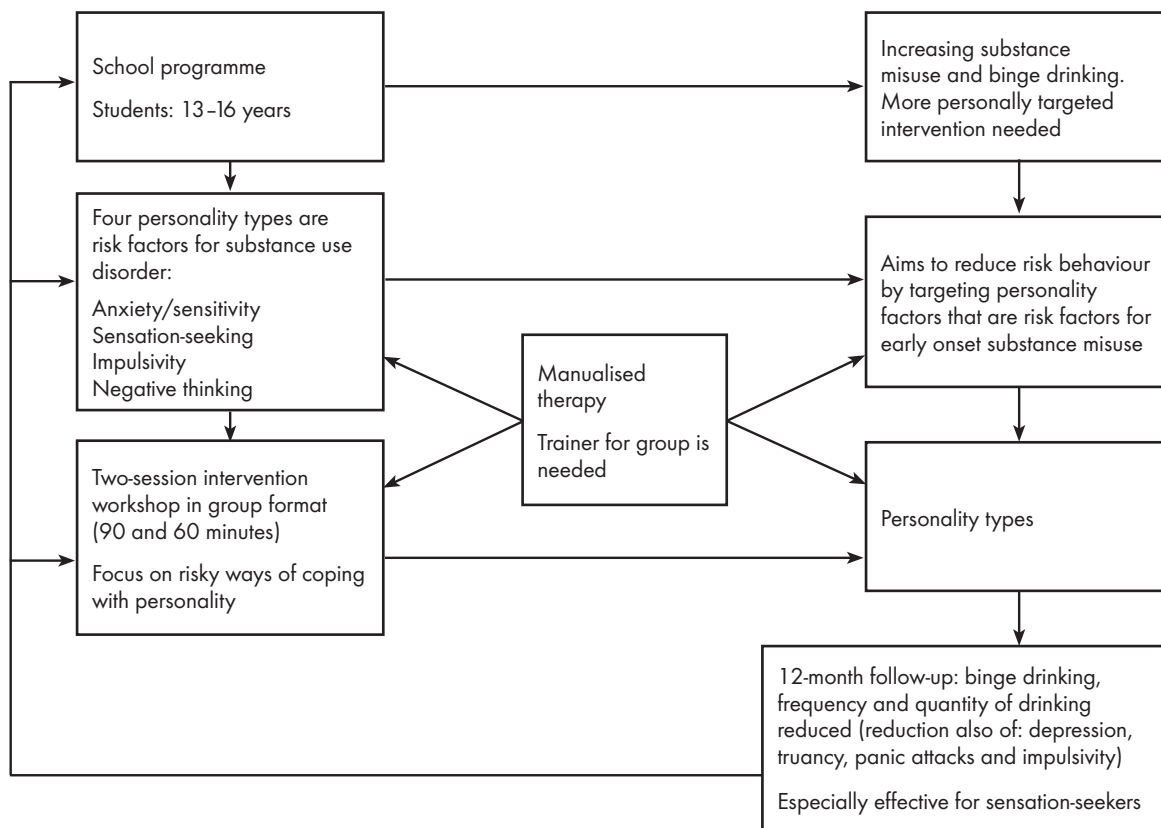 School programme
Students: 13–16 years
Increasing substance
misuse and binge drinking.
More personally targeted
intervention needed
Four personality types are
risk factors for substance use
disorder:
Anxiety/sensitivity
Sensation-seeking
Impulsivity
Negative thinking
Aims to reduce risk behaviour
by targeting personality
factors that are risk factors for
early onset substance misuse
Manualised
therapy
Trainer for group is
needed
Two-session intervention
workshop in group format
(90 and 60 minutes)
Focus on risky ways of coping
with personality
Personality types
12-month follow-up: binge drinking,
frequency and quantity of drinking
reduced (reduction also of: depression,
truancy, panic attacks and impulsivity)
Especially effective for sensation-seekers